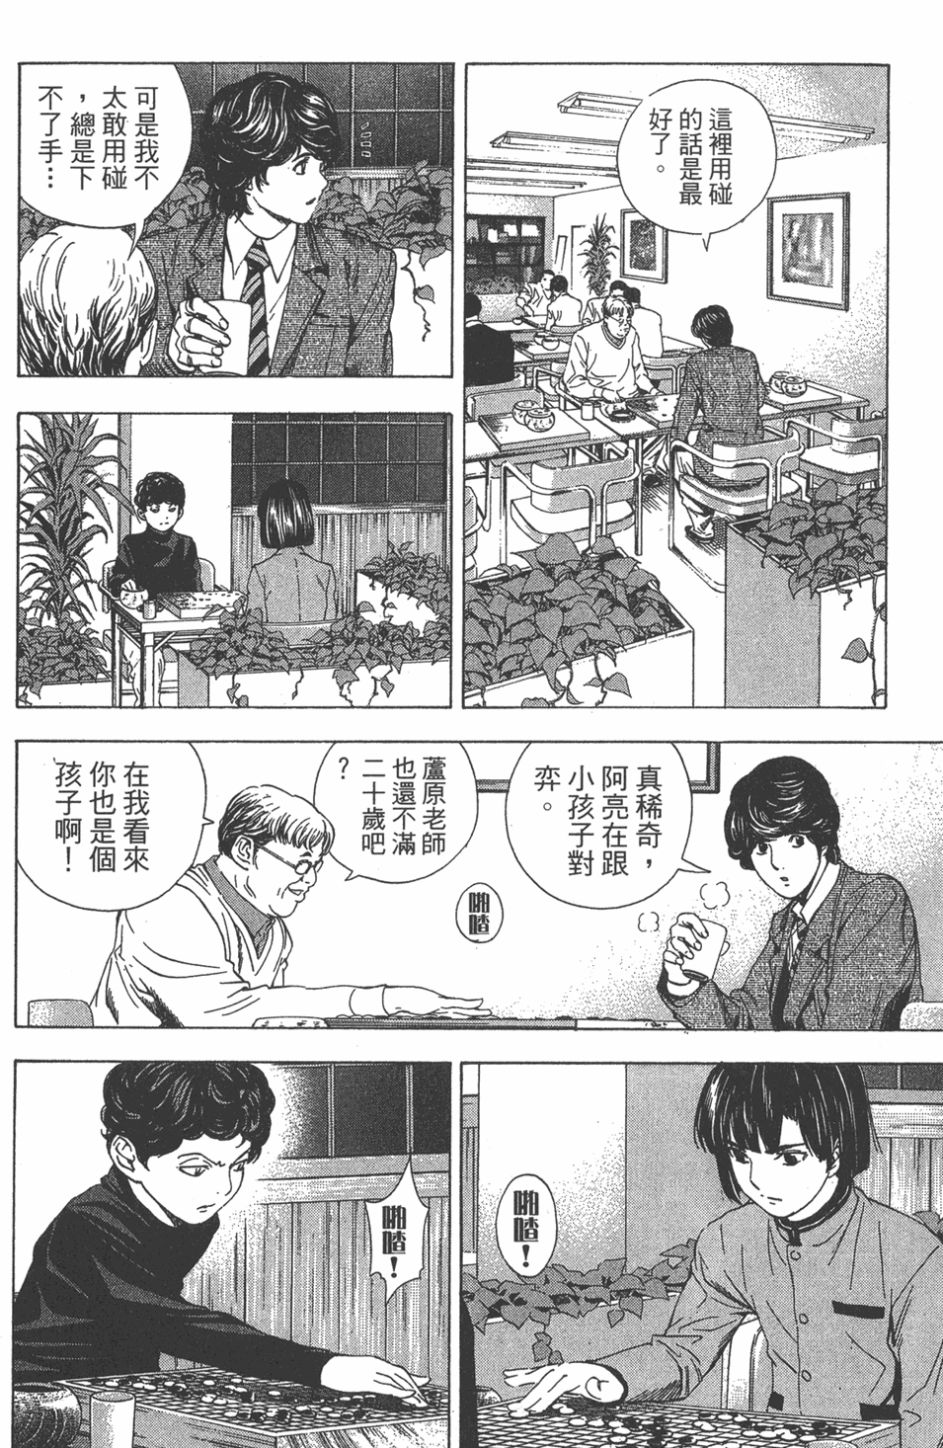 這裡用碰
的話是最
好了。
可是我不
太敢用碰
，總是下
不了手…
真稀奇，
阿亮在跟
小孩子對
弈。
蘆原老師
也還不滿
二十歲吧
？
在我看來
你也是個
孩子啊！
啪喳
啪喳！
啪喳！